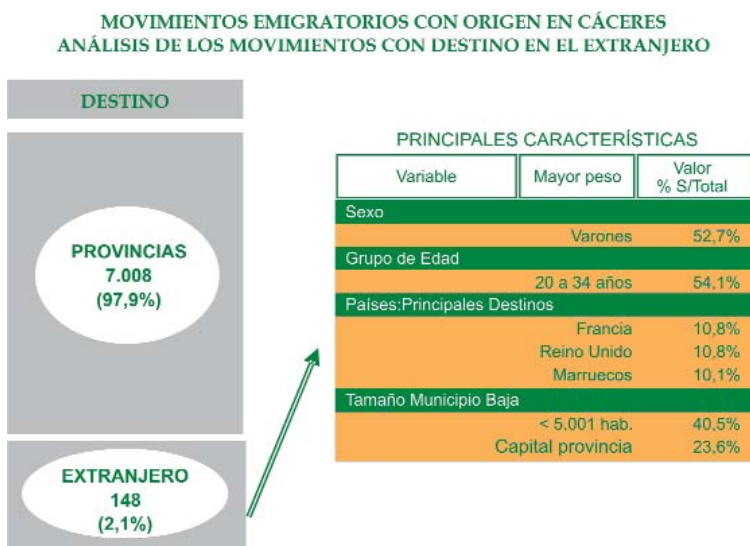 MOVIMIENTOS EMIGRATORIOS CON ORIGEN EN CÁCERES
ANÁLISIS DE LOS MOVIMIENTOS CON DESTINO EN EL EXTRANJERO
DESTINO
PROVINCIAS
7.008
(97,9%)
EXTRANJERO
148
(2,1%)
PRINCIPALES CARACTERÍSTICAS
Variable Mayor peso Valor
% S/Total
Sexo
Varones 52,7%
Grupo de Edad
20 a 34 años 54,1%
Países:Principales Destinos
Francia 10,8%
Reino Unido 10,8%
Marruecos 10,1%
Tamaño Municipio Baja
< 5.001 hab. 40,5%
Capital provincia 23,6%